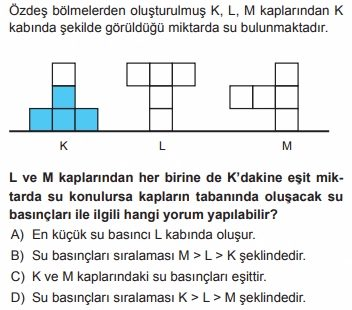 Özdeş bölmelerden oluşturulmuş K, L, M kaplarından K
kabında şekilde görüldüğü miktarda su bulunmaktadır.
K
L
M
L ve M kaplarından her birine de K'dakine eşit mik-
tarda su konulursa kapların tabanında oluşacak su
basınçları ile ilgili hangi yorum yapılabilir?
A) En küçük su basıncı L kabında oluşur.
B) Su basınçları sıralaması M > L > K şeklindedir.
C) K ve M kaplarındaki su basınçları eşittir.
D) Su basınçları sıralaması K > L > M şeklindedir.